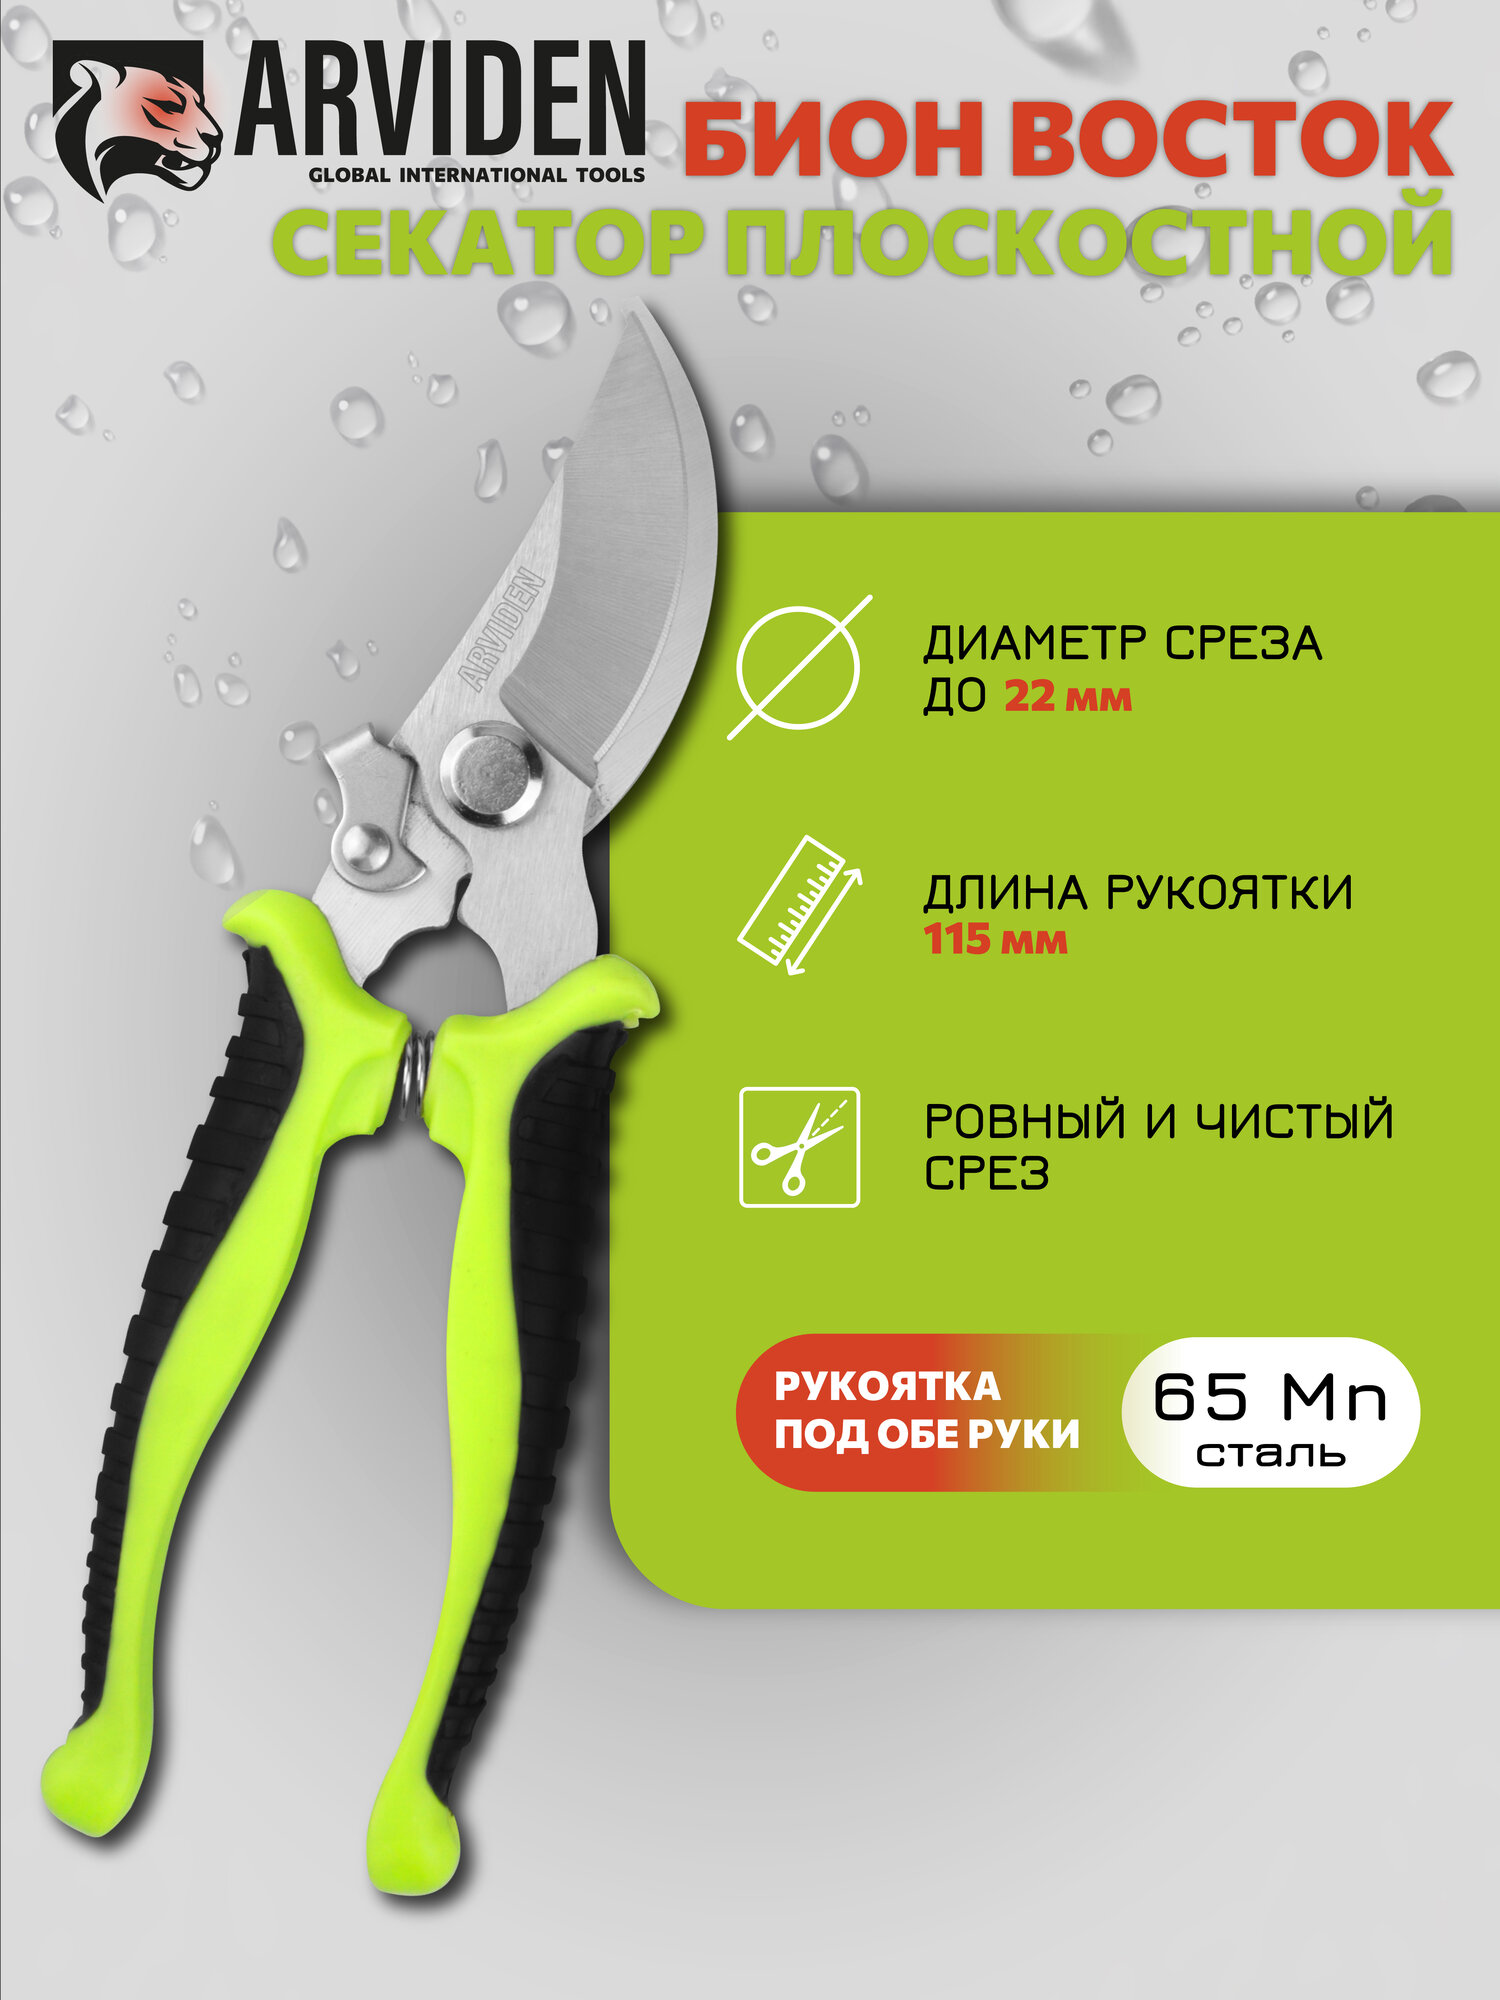 ARVIDEN
GLOBAL INTERNATIONAL TOOLS
БИОН ВОСТОК
СЕКАТОР ПЛОСКОСТНОЙ
ARVIDEN
ДИАМЕТР СРЕЗА
ДО 22 мм
ДЛИНА РУКОЯТКИ
115 мм
РОВНЫЙ И ЧИСТЫЙ
СРЕЗ
РУКОЯТКА
ПОД ОБЕ РУКИ
65 Mn
сталь